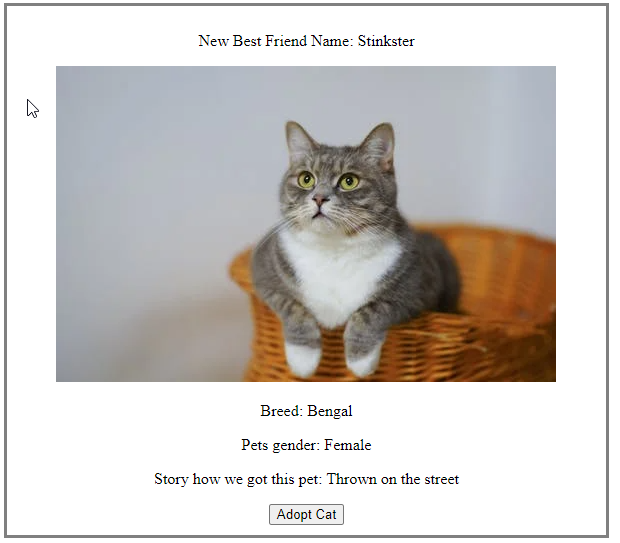 New Best Friend Name: Stinkster
Breed: Bengal
Pets gender: Female
Story how we got this pet: Thrown on the street
Adopt Cat